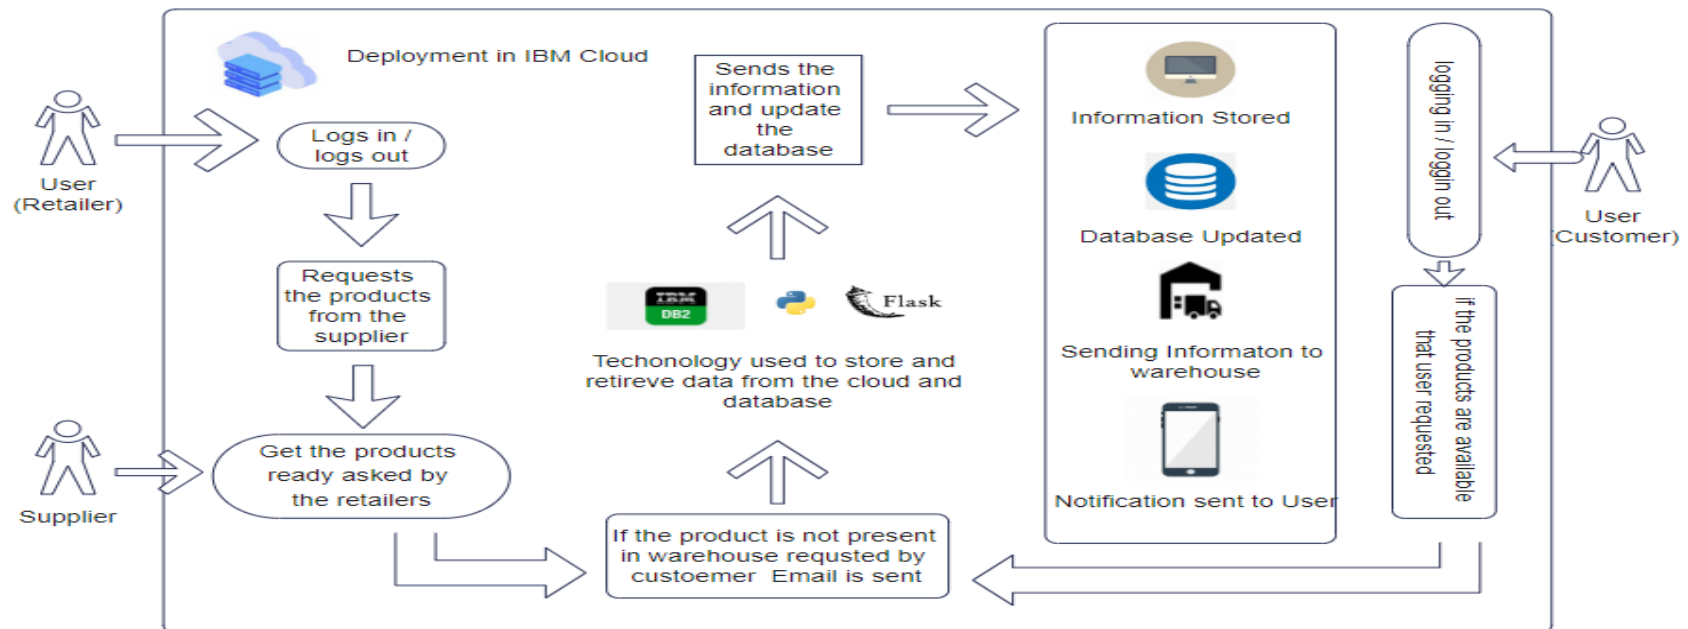 Deployment in IBM Cloud
User
(Retailer)
Logs in /
logs out
Requests
the products
from the
supplier
Supplier
Get the products
ready asked by
the retailers
Sends the
information
and update
the
database
IBM
DB2
Flask
Techonology used to store and
retireve data from the cloud and
database
If the product is not present
in warehouse requsted by
custoemer Email is sent
Information Stored
Database Updated
Sending Informaton to
warehouse
Notification sent to User
logging in / loggin out
If the products are available
that user requested
User
(Customer)